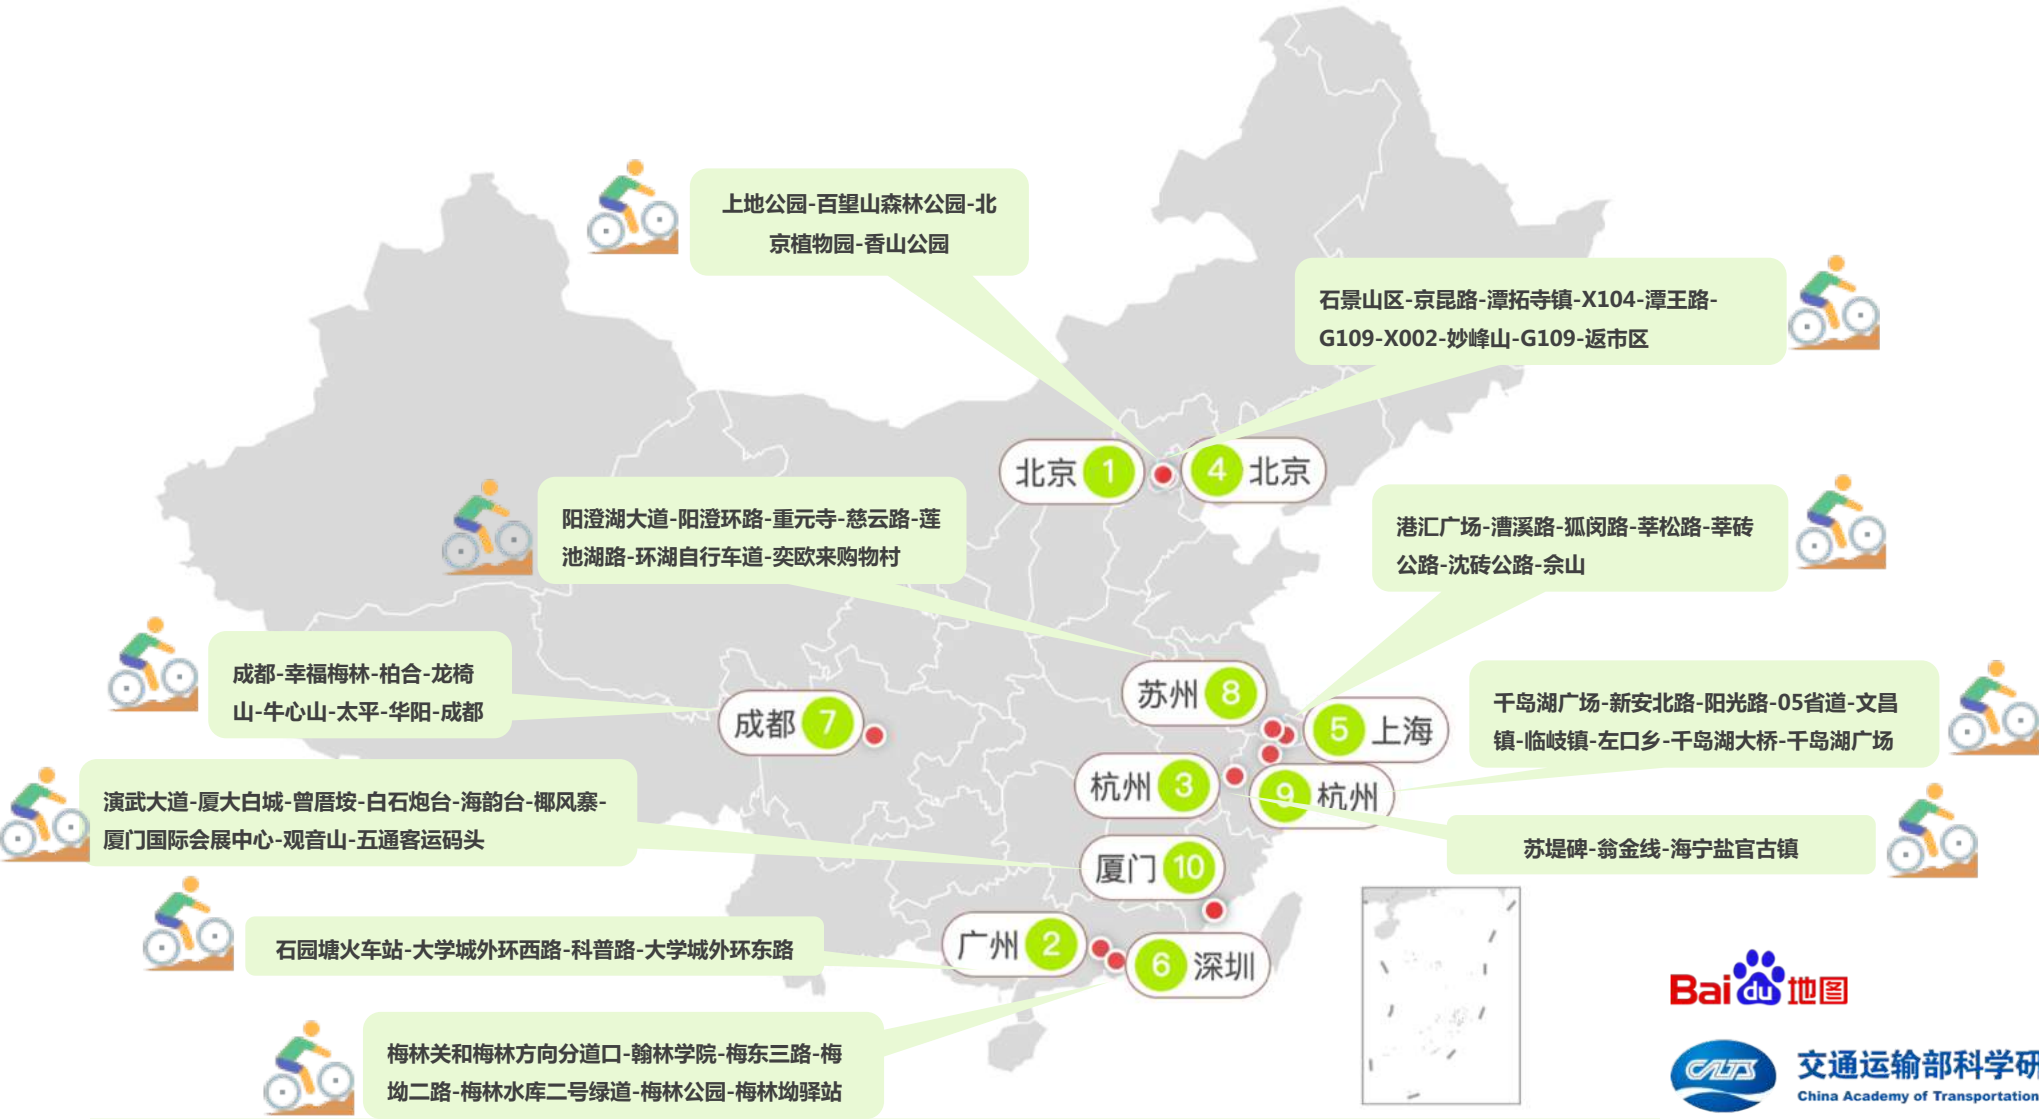 上地公园-百望山森林公园-北
京植物园-香山公园
石景山区-京昆路-潭拓寺镇-X104-潭王路-
G109-X002-妙峰山-G109-返市区
北京 1
4 北京
阳澄湖大道-阳澄环路-重元寺-慈云路-莲
池湖路-环湖自行车道-奕欧来购物村
港汇广场-漕溪路-狐闵路-莘松路-莘砖
公路-沈砖公路-佘山
成都-幸福梅林-柏合-龙椅
山-牛心山-太平-华阳-成都
苏州 8
成都 7
5 上海
千岛湖广场-新安北路-阳光路-05省道-文昌
镇-临岐镇-左口乡-千岛湖大桥-千岛湖广场
杭州 3
9 杭州
演武大道-厦大白城-曾厝垵-白石炮台-海韵台-椰风寨-
厦门国际会展中心-观音山-五通客运码头
苏堤碑-翁金线-海宁盐官古镇
厦门 10
石园塘火车站-大学城外环西路-科普路-大学城外环东路
广州 2
6 深圳
Bai du 地图
梅林关和梅林方向分道口-翰林学院-梅东三路-梅
坳二路-梅林水库二号绿道-梅林公园-梅林坳驿站
CATS
交通运输部科学研
China Academy of Transportation